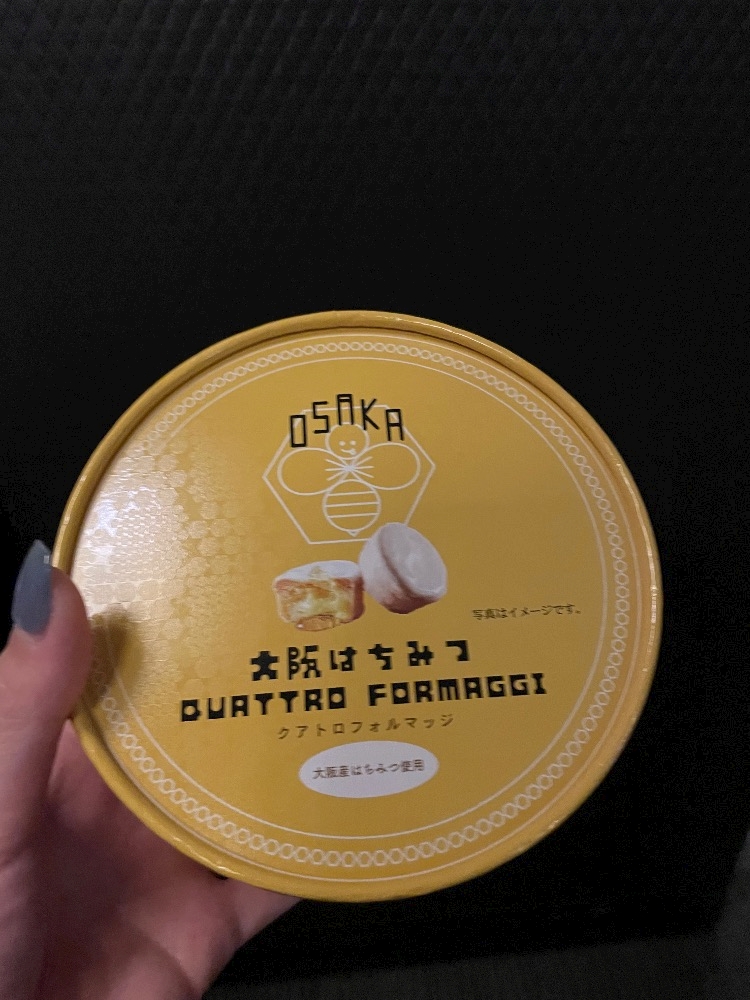 OSAKA
写真はイメージです。
大阪はちみつ
QUATTRO FORMAGGI
クアトロフォルマッジ
大阪産はちみつ使用